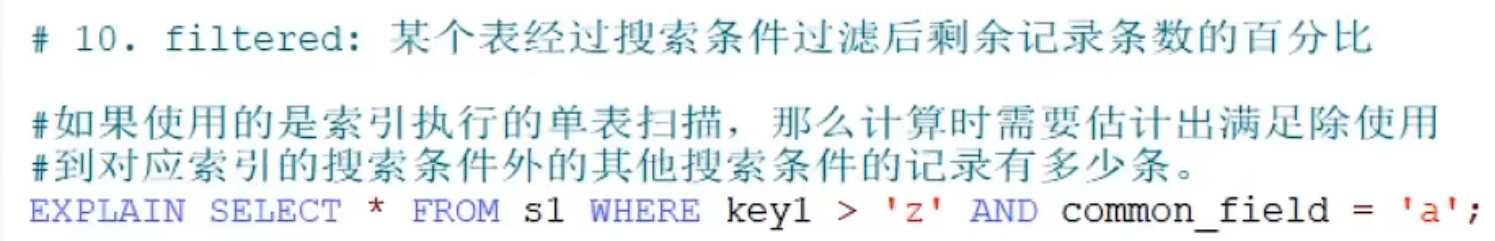 # 10. filtered: 某个表经过搜索条件过滤后剩余记录条数的百分比
#如果使用的是索引执行的单表扫描，那么计算时需要估计出满足除使用
#到对应索引的搜索条件外的其他搜索条件的记录有多少条。
EXPLAIN SELECT * FROM s1 WHERE key1 > 'z' AND common_field = 'a';